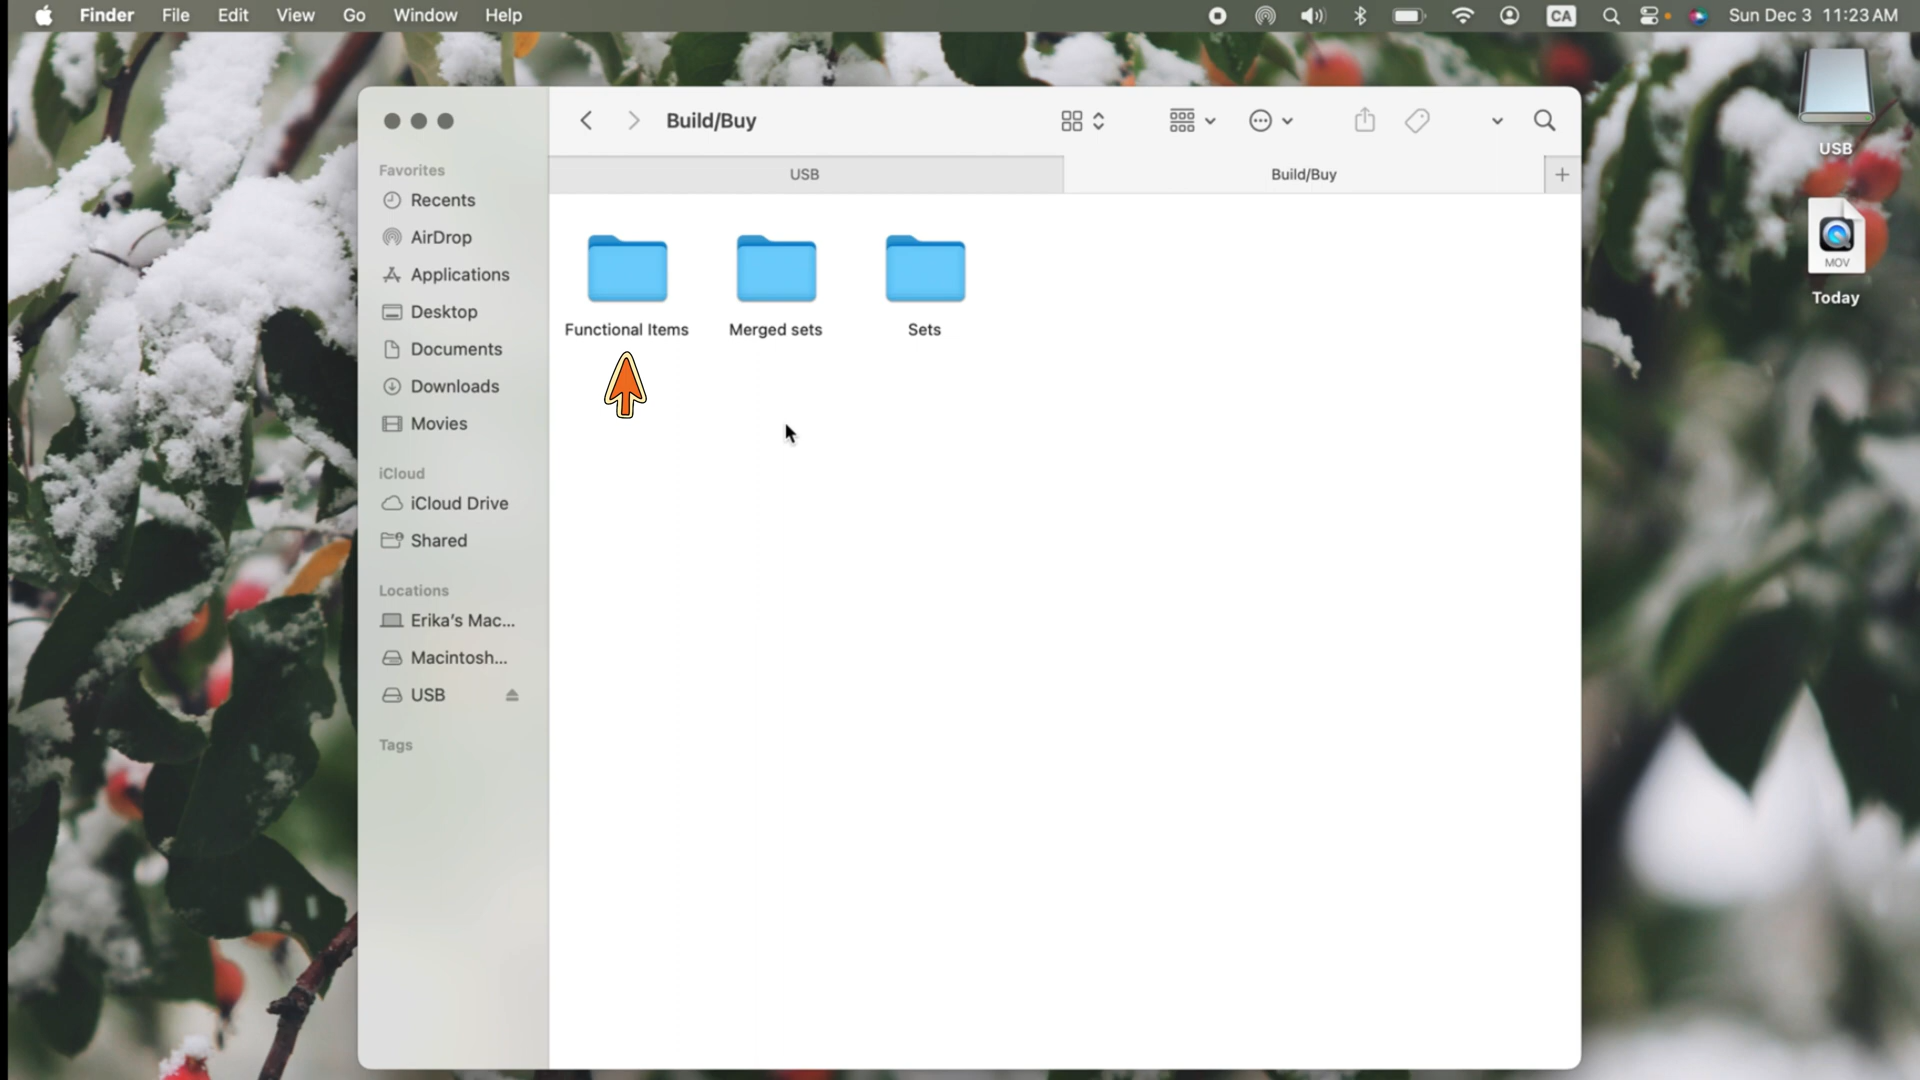 Finder File Edit View Go Window Help CA Sun Dec 3 11:23 AM
Build/Buy
USB Build/Buy
Favorites
Recents
AirDrop
Applications
Desktop
Documents
Downloads
Movies
iCloud
iCloud Drive
Shared
Locations
Erika's Mac...
Macintosh...
USB
Tags
Functional Items Merged sets Sets
USB
MOV
Today